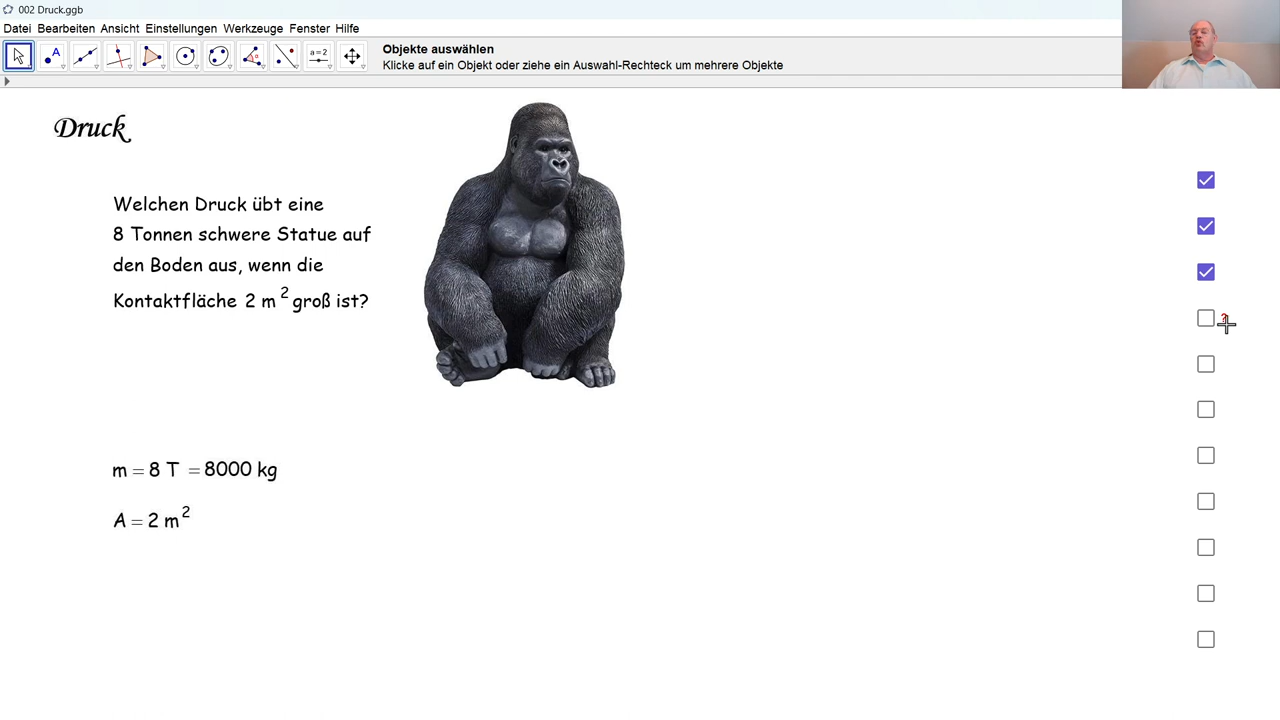 002 Druck.ggb
Datei Bearbeiten Ansicht Einstellungen Werkzeuge Fenster Hilfe
A
a=2
Objekte auswählen
Klicke auf ein Objekt oder ziehe ein Auswahl-Rechteck um mehrere Objekte
Druck
Welchen Druck übt eine
8 Tonnen schwere Statue auf
den Boden aus, wenn die
Kontaktfläche 2 m² groß ist?
m = 8 T = 8000 kg
A = 2 m²
?